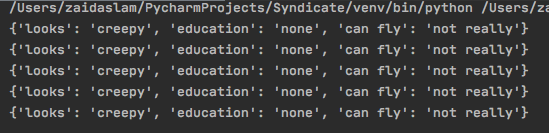 /Users/zaidaslam/PycharmProjects/Syndicate/venv/bin/python /Users/za
{'looks': 'creepy', 'education': 'none', 'can fly': 'not really'}
{'looks': 'creepy', 'education': 'none', 'can fly': 'not really'}
{'looks': 'creepy', 'education': 'none', 'can fly': 'not really'}
{'looks': 'creepy', 'education': 'none', 'can fly': 'not really'}
{'looks': 'creepy', 'education': 'none', 'can fly': 'not really'}